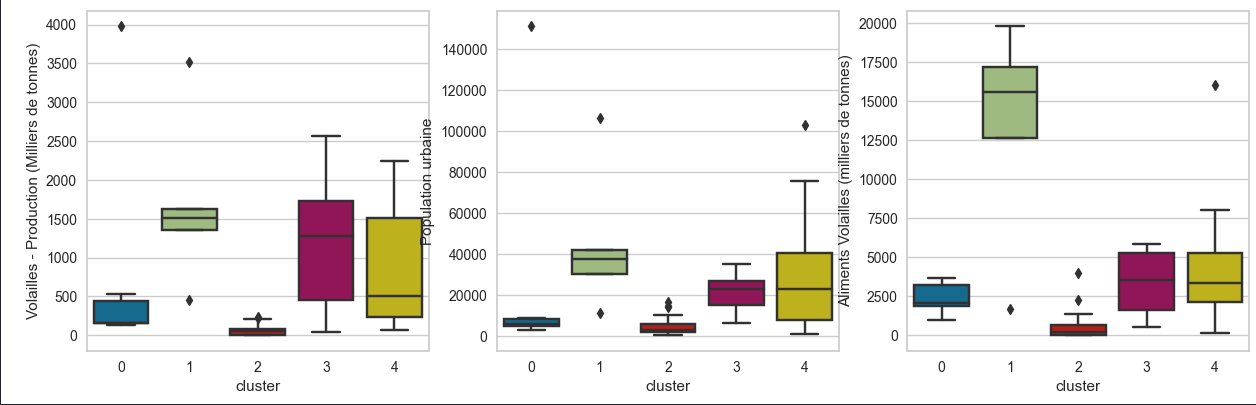 Volailles - Production (Milliers de tonnes)
4000
3500
3000
2500
2000
1500
1000
500
0
0 1 2 3 4
cluster
Population urbaine
140000
120000
100000
80000
60000
40000
20000
0
0 1 2 3 4
cluster
Aliments Volailles (milliers de tonnes)
20000
17500
15000
12500
10000
7500
5000
2500
0
0 1 2 3 4
cluster